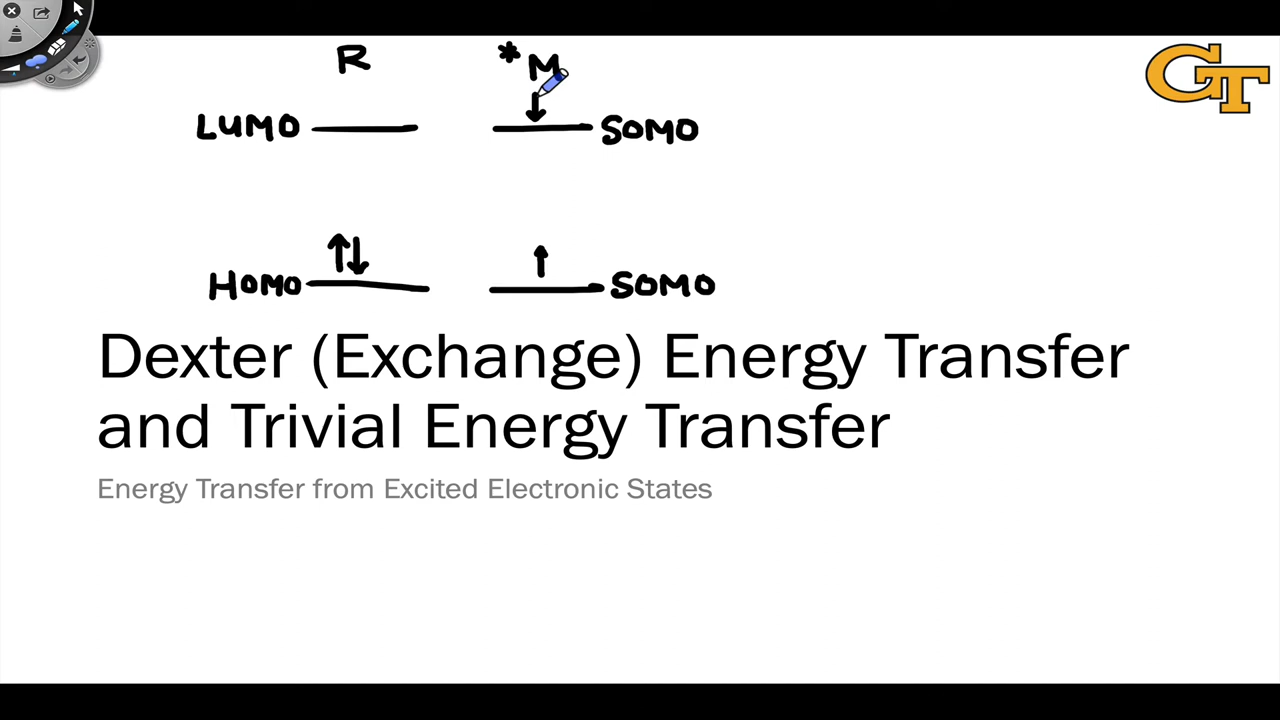 R *M
LUMO SOMO
HOMO SOMO
Dexter (Exchange) Energy Transfer
and Trivial Energy Transfer
Energy Transfer from Excited Electronic States
GT